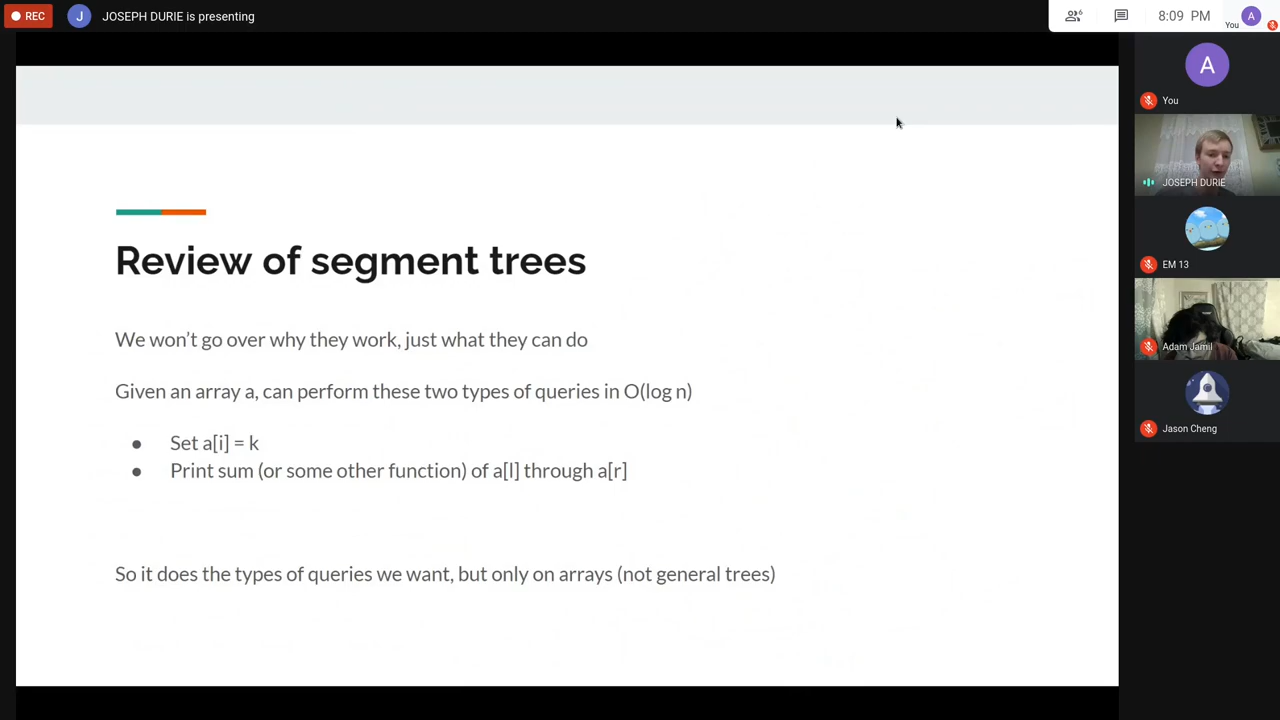 REC
J
JOSEPH DURIE is presenting
6
8:09 PM
You
A
A
You
JOSEPH DURIE
EM 13
Adam Jamil
Jason Cheng
Review of segment trees
We won’t go over why they work, just what they can do
Given an array a, can perform these two types of queries in O(log n)
● Set a[i] = k
● Print sum (or some other function) of a[l] through a[r]
So it does the types of queries we want, but only on arrays (not general trees)